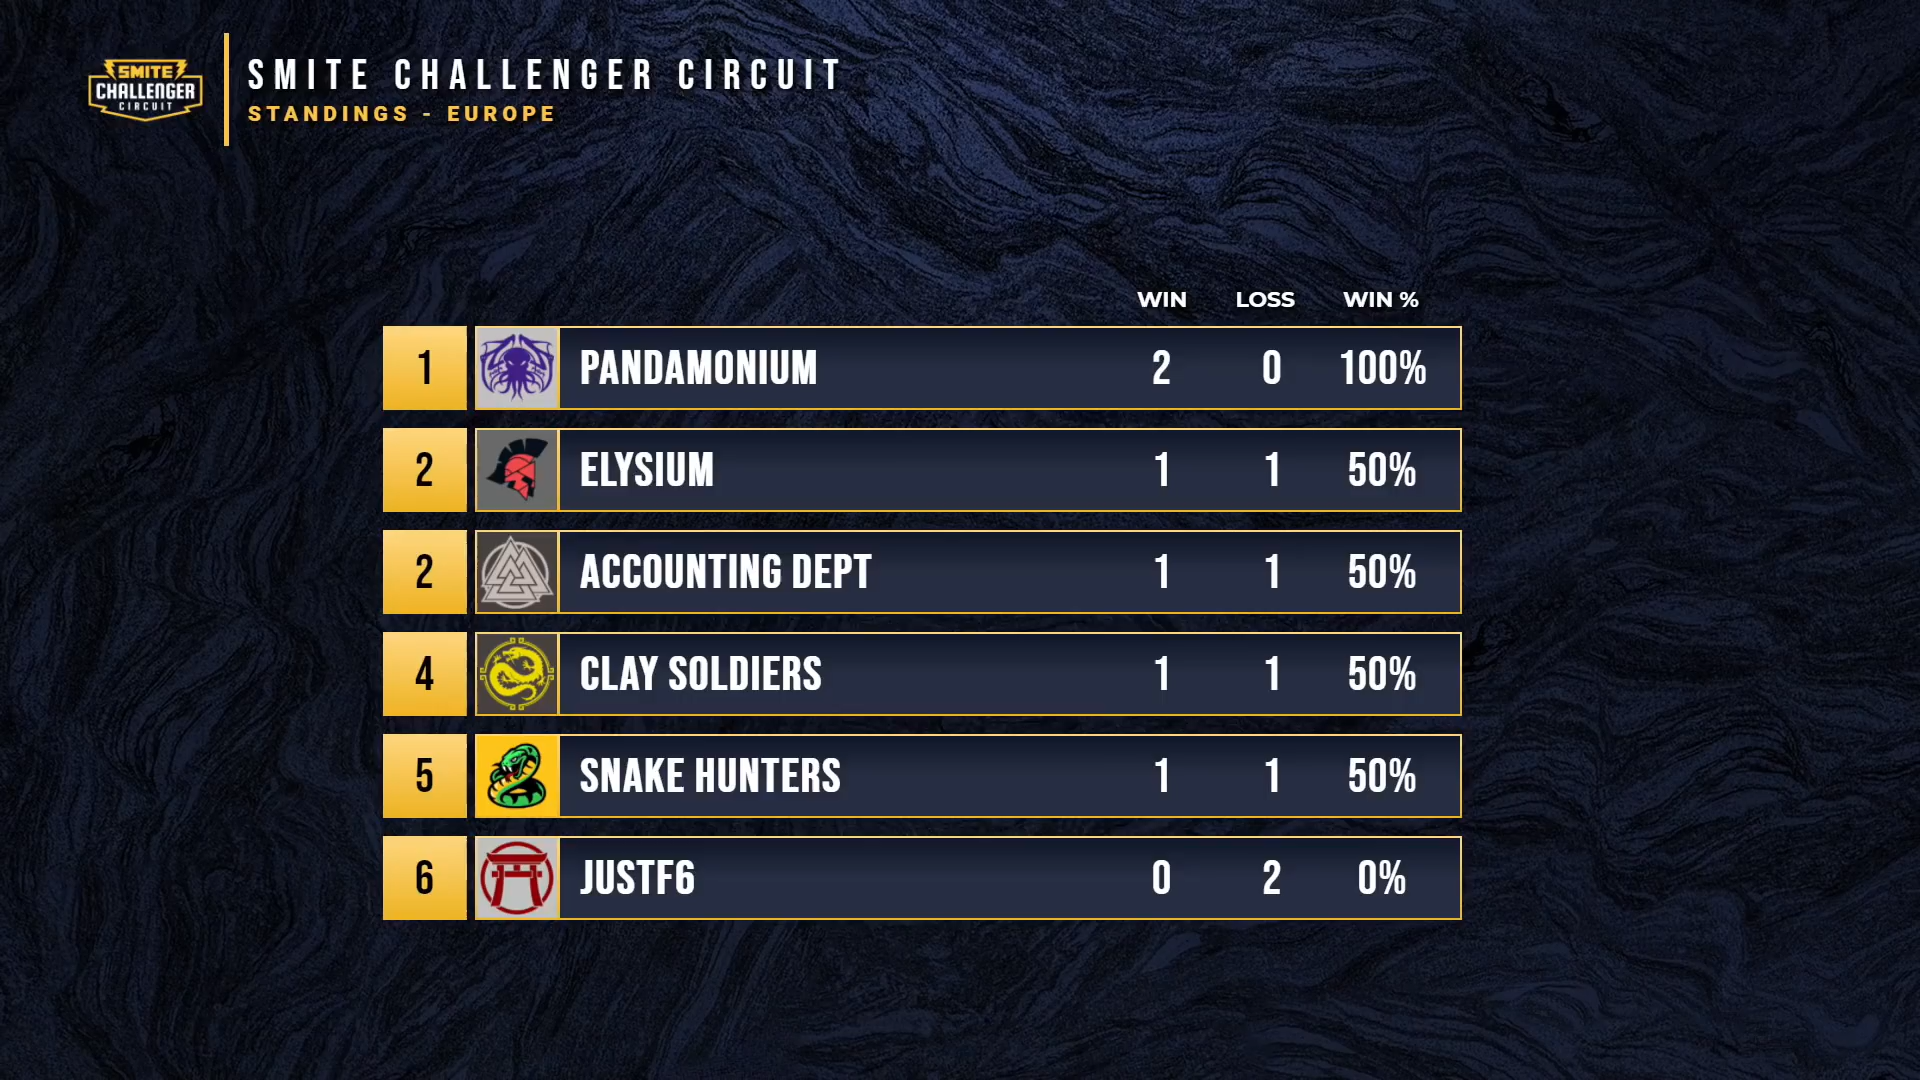 SMITE
CHALLENGER
CIRCUIT
SMITE CHALLENGER CIRCUIT
STANDINGS - EUROPE
WIN LOSS WIN %
1 PANDAMONIUM 2 0 100%
2 ELYSIUM 1 1 50%
2 ACCOUNTING DEPT 1 1 50%
4 CLAY SOLDIERS 1 1 50%
5 SNAKE HUNTERS 1 1 50%
6 JUSTF6 0 2 0%